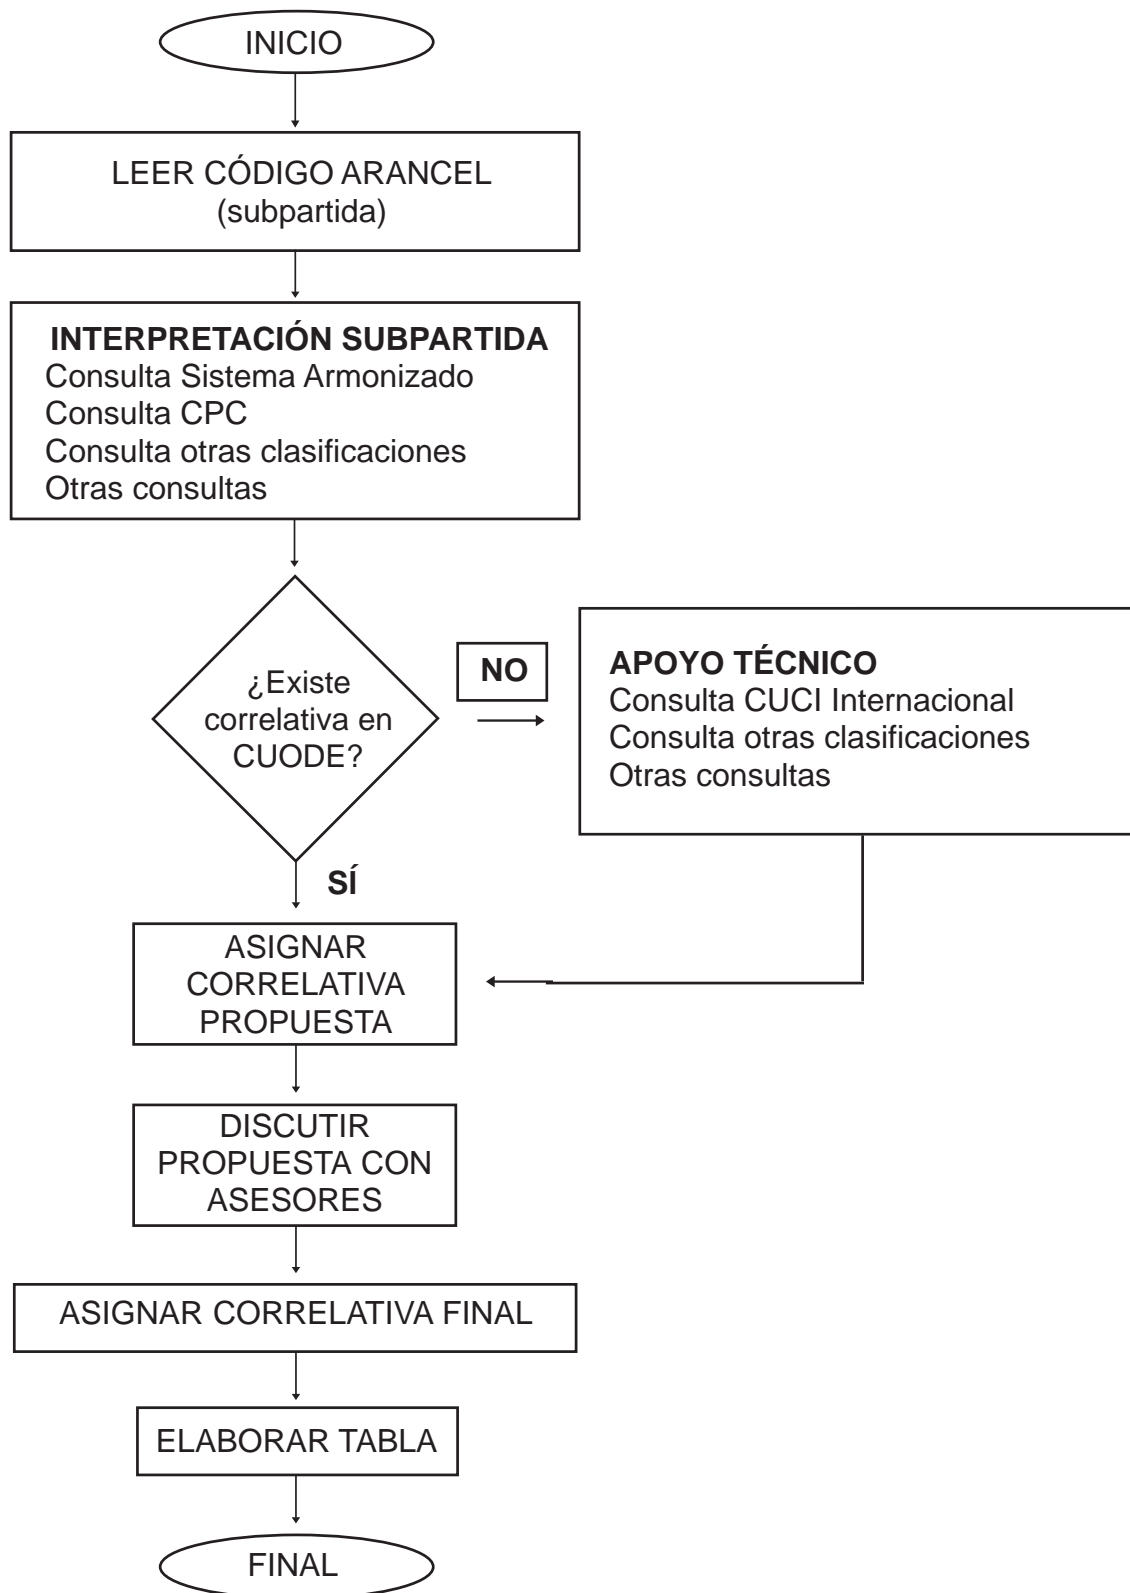 INICIO
LEER CÓDIGO ARANCEL
(subpartida)
INTERPRETACIÓN SUBPARTIDA
Consulta Sistema Armonizado
Consulta CPC
Consulta otras clasificaciones
Otras consultas
¿Existe
correlativa en
CUODE?
NO
APOYO TÉCNICO
Consulta CUCI Internacional
Consulta otras clasificaciones
Otras consultas
SÍ
ASIGNAR
CORRELATIVA
PROPUESTA
DISCUTIR
PROPUESTA CON
ASESORES
ASIGNAR CORRELATIVA FINAL
ELABORAR TABLA
FINAL